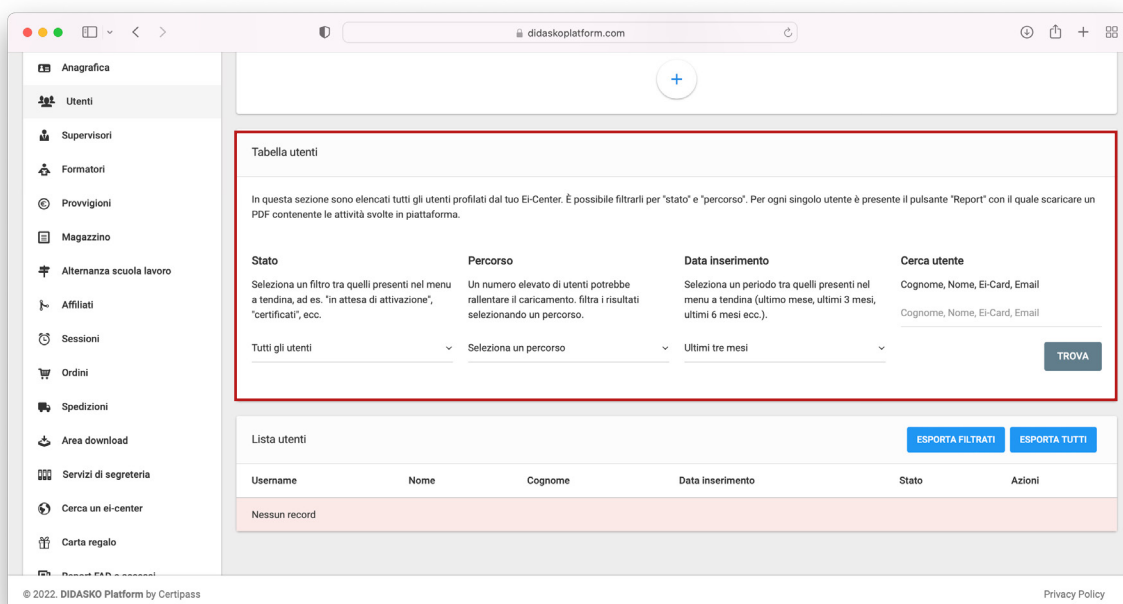 didaskoplatform.com
Anagrafica
Utenti
Supervisori
Formatori
Provvigioni
Magazzino
Alternanza scuola lavoro
Affiliati
Sessioni
Ordini
Spedizioni
Area download
Servizi di segreteria
Cerca un ei-center
Carta regalo
Tabella utenti
In questa sezione sono elencati tutti gli utenti profilati dal tuo Ei-Center. È possibile filtrarli per "stato" e "percorso". Per ogni singolo utente è presente il pulsante "Report" con il quale scaricare un
PDF contenente le attività svolte in piattaforma.
Stato
Seleziona un filtro tra quelli presenti nel menu
a tendina, ad es. "in attesa di attivazione",
"certificati", ecc.
Tutti gli utenti
Percorso
Un numero elevato di utenti potrebbe
rallentare il caricamento. filtra i risultati
selezionando un percorso.
Seleziona un percorso
Data inserimento
Seleziona un periodo tra quelli presenti nel
menu a tendina (ultimo mese, ultimi 3 mesi,
ultimi 6 mesi ecc.).
Ultimi tre mesi
Cerca utente
Cognome, Nome, Ei-Card, Email
Cognome, Nome, Ei-Card, Email
TROVA
Lista utenti
ESPORTA FILTRATI
ESPORTA TUTTI
Username Nome Cognome Data inserimento Stato Azioni
Nessun record
© 2022. DIDASKO Platform by Certipass
Privacy Policy